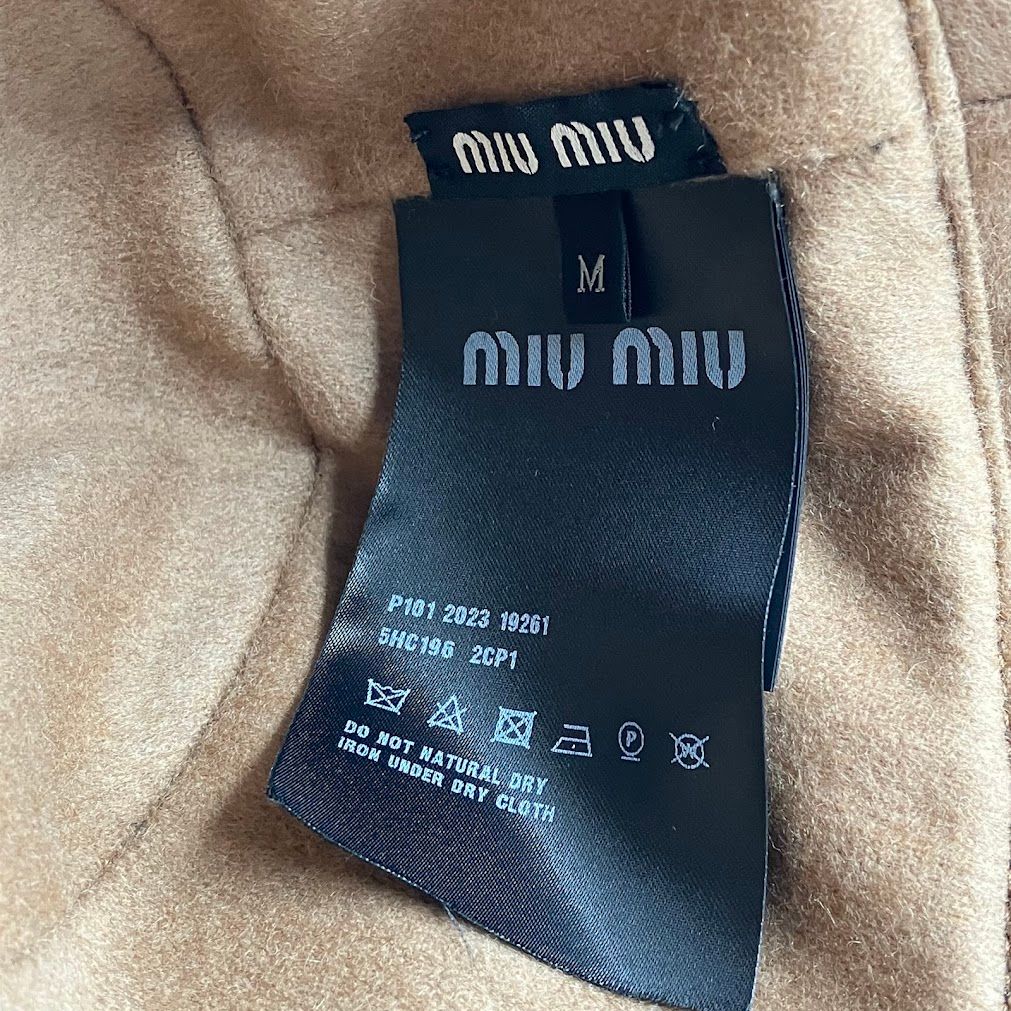 miu miu
M
miu miu
P101 2023 19261
5HC196 2CP1
P
W
DO NOT NATURAL DRY
IRON UNDER DRY CLOTH